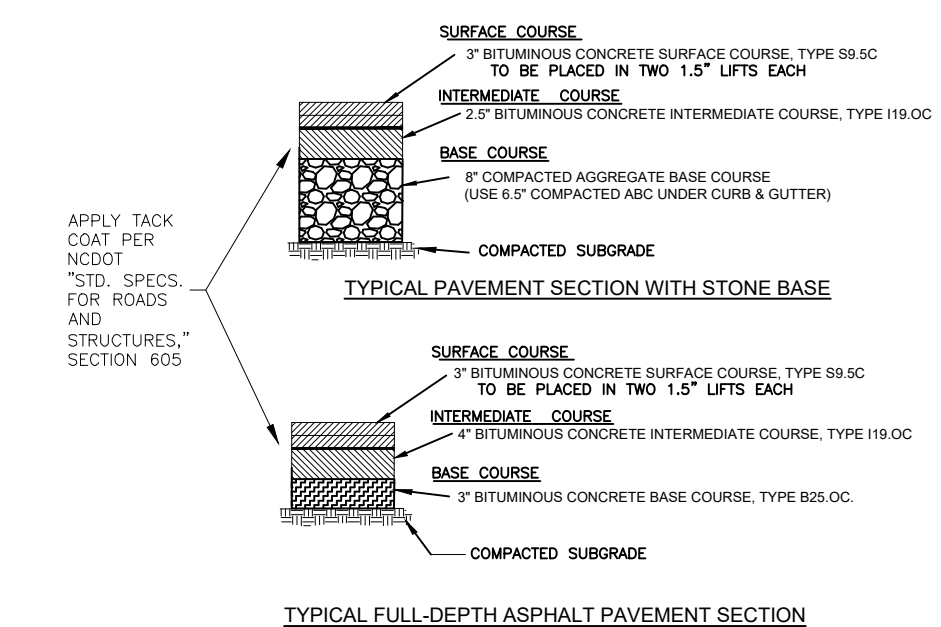 SURFACE COURSE
3" BITUMINOUS CONCRETE SURFACE COURSE, TYPE S9.5C
TO BE PLACED IN TWO 1.5" LIFTS EACH
INTERMEDIATE COURSE
2.5" BITUMINOUS CONCRETE INTERMEDIATE COURSE, TYPE I19.OC
BASE COURSE
8" COMPACTED AGGREGATE BASE COURSE
(USE 6.5" COMPACTED ABC UNDER CURB & GUTTER)
COMPACTED SUBGRADE
TYPICAL PAVEMENT SECTION WITH STONE BASE
APPLY TACK
COAT PER
NCDOT
"STD. SPECS.
FOR ROADS
AND
STRUCTURES,"
SECTION 605
SURFACE COURSE
3" BITUMINOUS CONCRETE SURFACE COURSE, TYPE S9.5C
TO BE PLACED IN TWO 1.5" LIFTS EACH
INTERMEDIATE COURSE
4" BITUMINOUS CONCRETE INTERMEDIATE COURSE, TYPE I19.OC
BASE COURSE
3" BITUMINOUS CONCRETE BASE COURSE, TYPE B25.OC.
COMPACTED SUBGRADE
TYPICAL FULL-DEPTH ASPHALT PAVEMENT SECTION